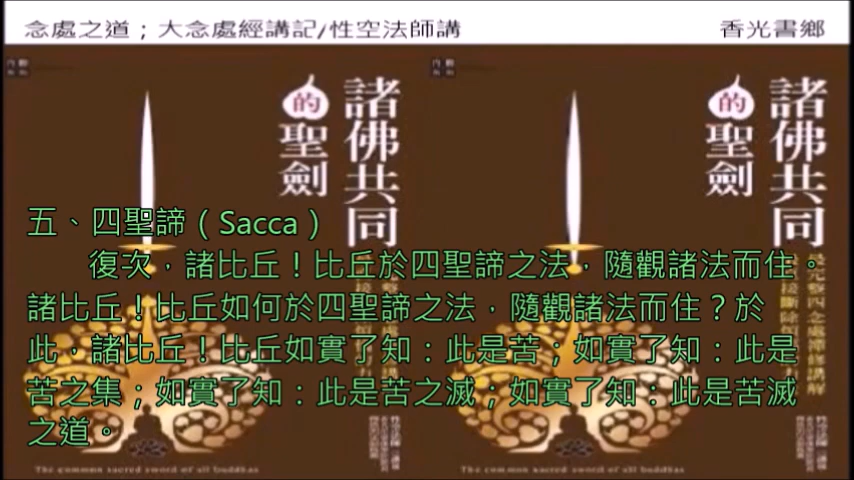 念處之道；大念處經講記/性空法師講
香光書鄉
諸佛共同
的聖劍
諸佛共同
的聖劍
五、四聖諦（Sacca）
復次，諸比丘！比丘於四聖諦之法，隨觀諸法而住。
諸比丘！比丘如何於四聖諦之法，隨觀諸法而住？於
此，諸比丘！比丘如實了知：此是苦；如實了知：此是
苦之集；如實了知：此是苦之滅；如實了知：此是苦滅
之道。
The common sacred sword of all buddhas
The common sacred sword of all buddhas